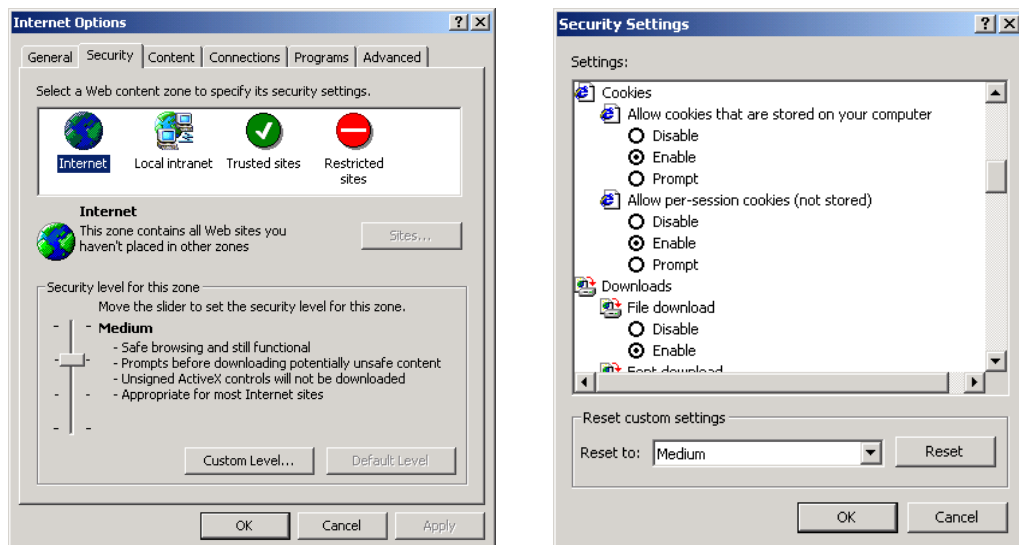 Internet Options
General Security Content Connections Programs Advanced
Select a Web content zone to specify its security settings.
Internet Local intranet Trusted sites Restricted
sites
Internet
This zone contains all Web sites you
haven't placed in other zones
Sites...
Security level for this zone
Move the slider to set the security level for this zone.
Medium
- Safe browsing and still functional
- Prompts before downloading potentially unsafe content
- Unsigned ActiveX controls will not be downloaded
- Appropriate for most Internet sites
Custom Level... Default Level
OK Cancel Apply
Security Settings
Settings:
Cookies
Allow cookies that are stored on your computer
Disable
Enable
Prompt
Allow per-session cookies (not stored)
Disable
Enable
Prompt
Downloads
File download
Disable
Enable
Font download
Reset custom settings
Reset to: Medium Reset
OK Cancel